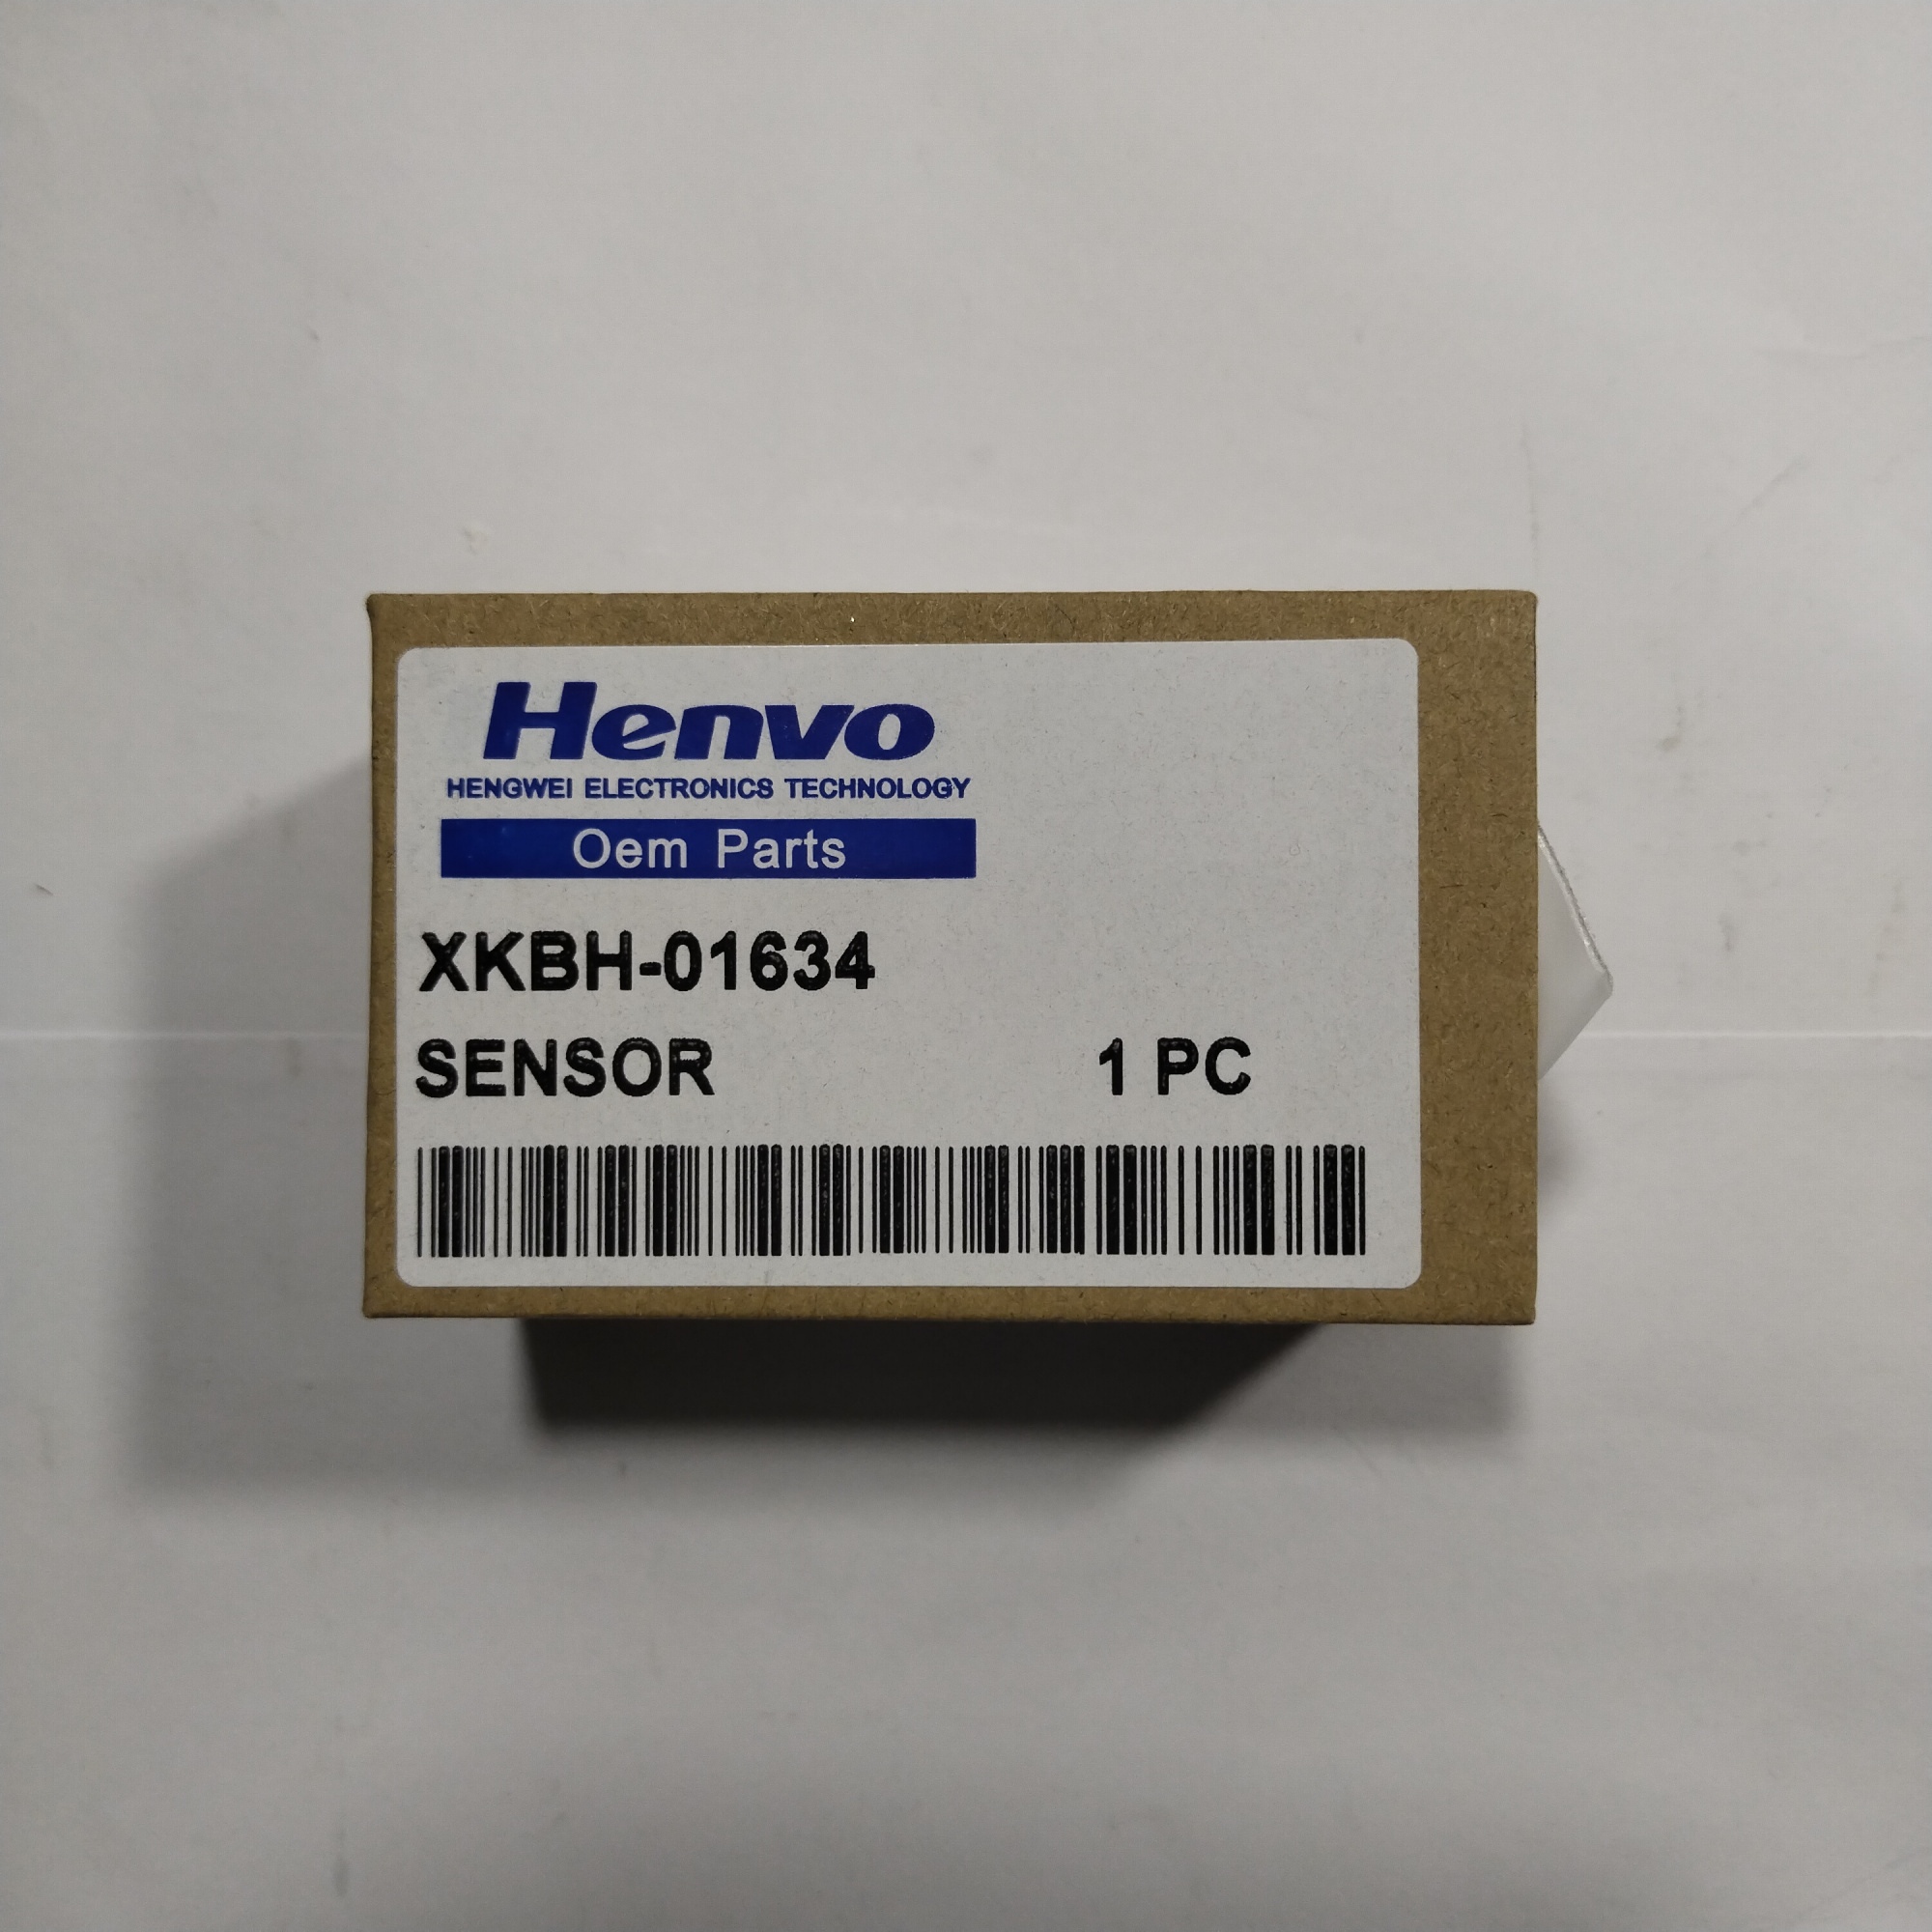 Henvo
HENGWEI ELECTRONICS TECHNOLOGY
Oem Parts
XKBH-01634
SENSOR 1 PC